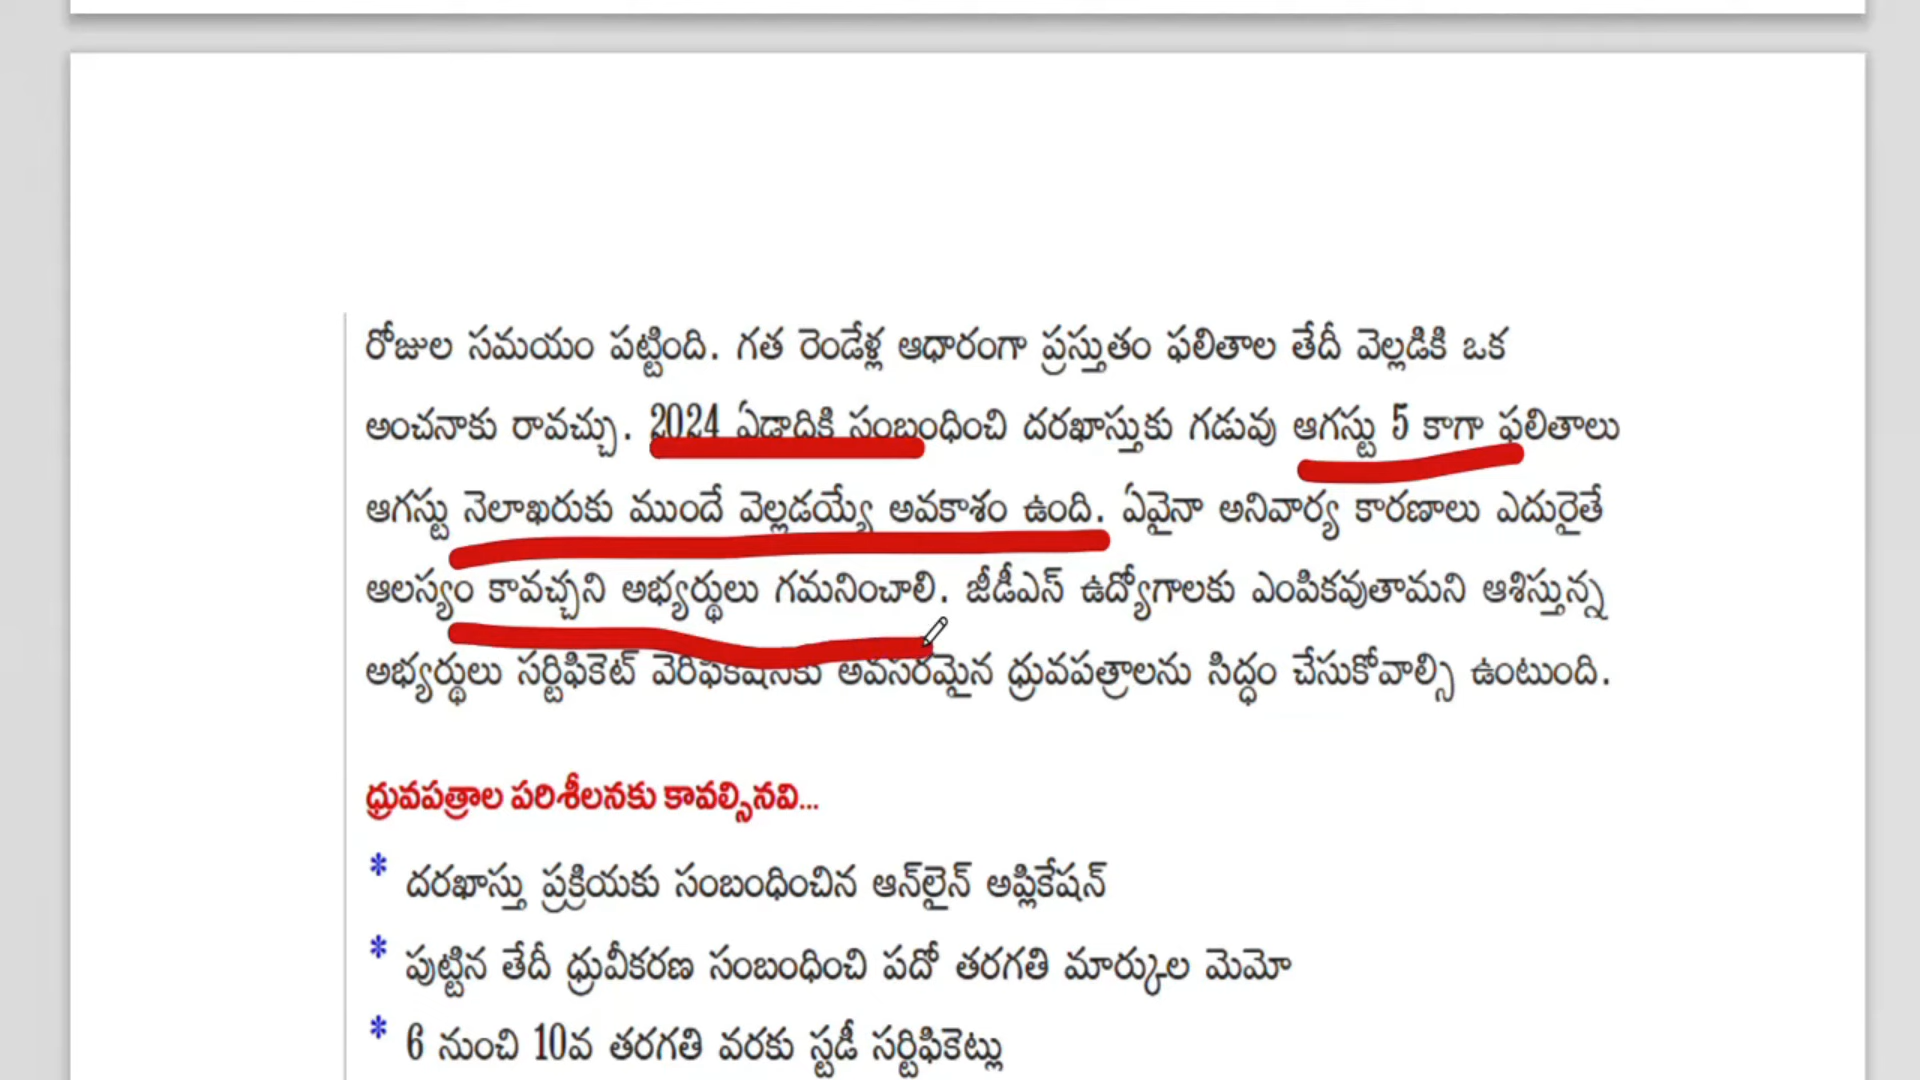 రోజుల సమయం పట్టింది. గత రెండేళ్ల ఆధారంగా ప్రస్తుతం ఫలితాల తేదీ వెల్లడికి ఒక
అంచనాకు రావచ్చు. 2024 ఏడాదికి సంబంధించి దరఖాస్తుకు గడువు ఆగస్టు 5 కాగా ఫలితాలు
ఆగస్టు నెలాఖరుకు ముందే వెల్లడయ్యే అవకాశం ఉంది. ఏవైనా అనివార్య కారణాలు ఎదురైతే
ఆలస్యం కావచ్చని అభ్యర్థులు గమనించాలి. జీడీఎస్ ఉద్యోగాలకు ఎంపికవుతామని ఆశిస్తున్న
అభ్యర్థులు సర్టిఫికెట్ వెరిఫికేషన్‌కు అవసరమైన ధ్రువపత్రాలను సిద్ధం చేసుకోవాల్సి ఉంటుంది.
ధ్రువపత్రాల పరిశీలనకు కావల్సినవి...
* దరఖాస్తు ప్రక్రియకు సంబంధించిన ఆన్‌లైన్ అప్లికేషన్
* పుట్టిన తేదీ ధ్రువీకరణ సంబంధించి పదో తరగతి మార్కుల మెమో
* 6 నుంచి 10వ తరగతి వరకు స్టడీ సర్టిఫికెట్లు